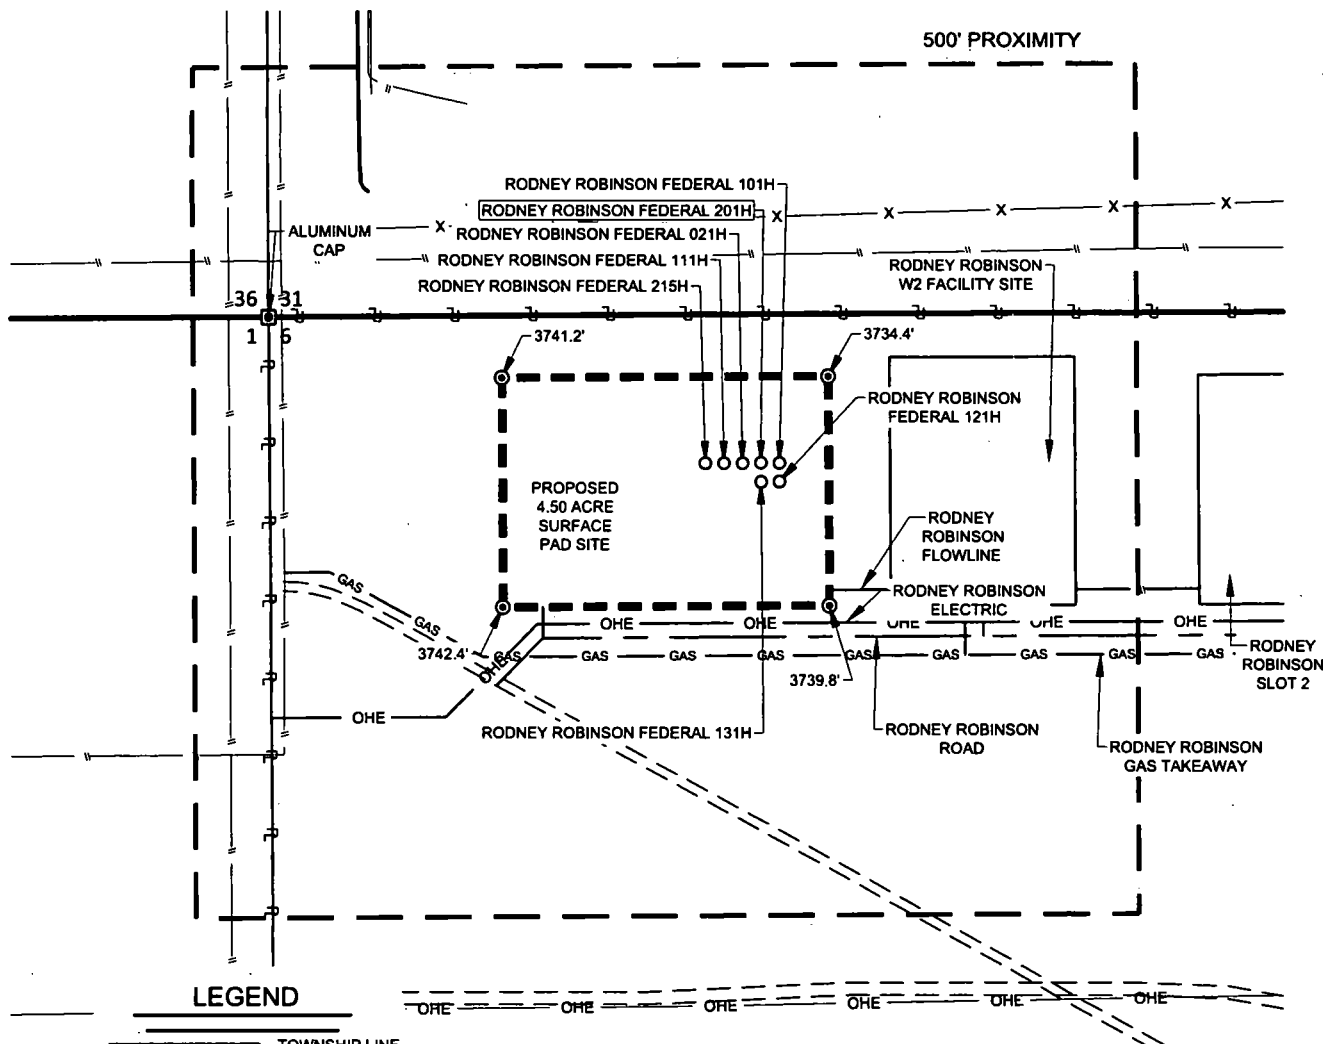 500' PROXIMITY
RODNEY ROBINSON FEDERAL 101H
RODNEY ROBINSON FEDERAL 201H
X X X X
ALUMINUM
CAP
X
RODNEY ROBINSON FEDERAL 021H
RODNEY ROBINSON FEDERAL 111H
RODNEY ROBINSON FEDERAL 215H
RODNEY ROBINSON
W2 FACILITY SITE
36 31
1 6
3741.2'
3734.4'
RODNEY ROBINSON
FEDERAL 121H
PROPOSED
4.50 ACRE
SURFACE
PAD SITE
RODNEY
ROBINSON
FLOWLINE
RODNEY ROBINSON
ELECTRIC
GAS
GAS
OHE OHE OHE OHE
3742.4'
GAS GAS GAS GAS GAS GAS GAS GAS GAS
OHE
3739.8'
RODNEY
ROBINSON
SLOT 2
OHE
RODNEY ROBINSON FEDERAL 131H
RODNEY ROBINSON
ROAD
RODNEY ROBINSON
GAS TAKEAWAY
LEGEND
OHE OHE OHE OHE OHE OHE
TOWNSHIP LINE